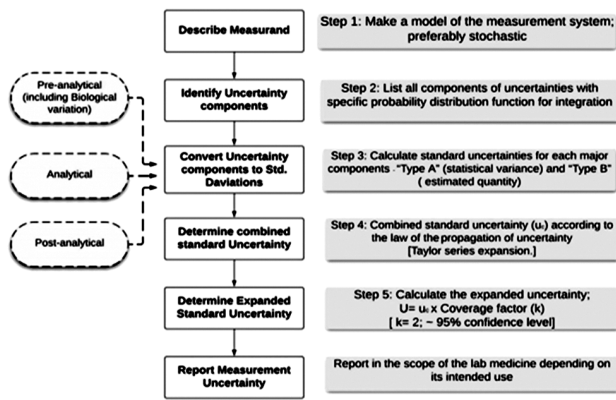 Describe Measurand
Step 1: Make a model of the measurement system;
preferably stochastic
Pre-analytical
(including Biological
variation)
Identify Uncertainty
components
Step 2: List all components of uncertainties with
specific probability distribution function for integration
Analytical
Convert Uncertainty
components to Std.
Daviations
Step 3: Calculate standard uncertainties for each major
components -"Type A" (statistical variance) and "Type B"
( estimated quantity)
Post-analytical
Determine combined
standard Uncertainty
Step 4: Combined standard uncertainty (uc) according to
the law of the propagation of uncertainty
[Taylor series expansion.]
Determine Expanded
Standard Uncertainty
Step 5: Calculate the expanded uncertainty;
U= uc x Coverage factor (k)
[ k= 2; ~ 95% confidence level]
Report Measurement
Uncertainty
Report in the scope of the lab medicine depending on
its intended use